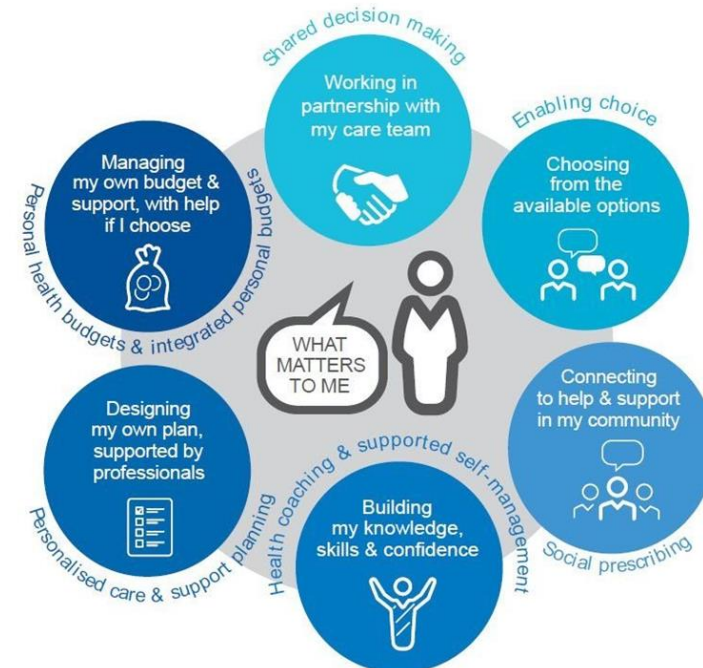 Shared decision making
Working in
partnership with
my care team
Enabling choice
Choosing
from the
available options
Connecting
to help & support
in my community
Social prescribing
Health coaching & supported self-management
Building
my knowledge,
skills & confidence
Designing
my own plan,
supported by
professionals
Personalised care & support planning
Managing
my own budget &
support, with help
if I choose
Personal health budgets & integrated personal budgets
WHAT
MATTERS
TO ME